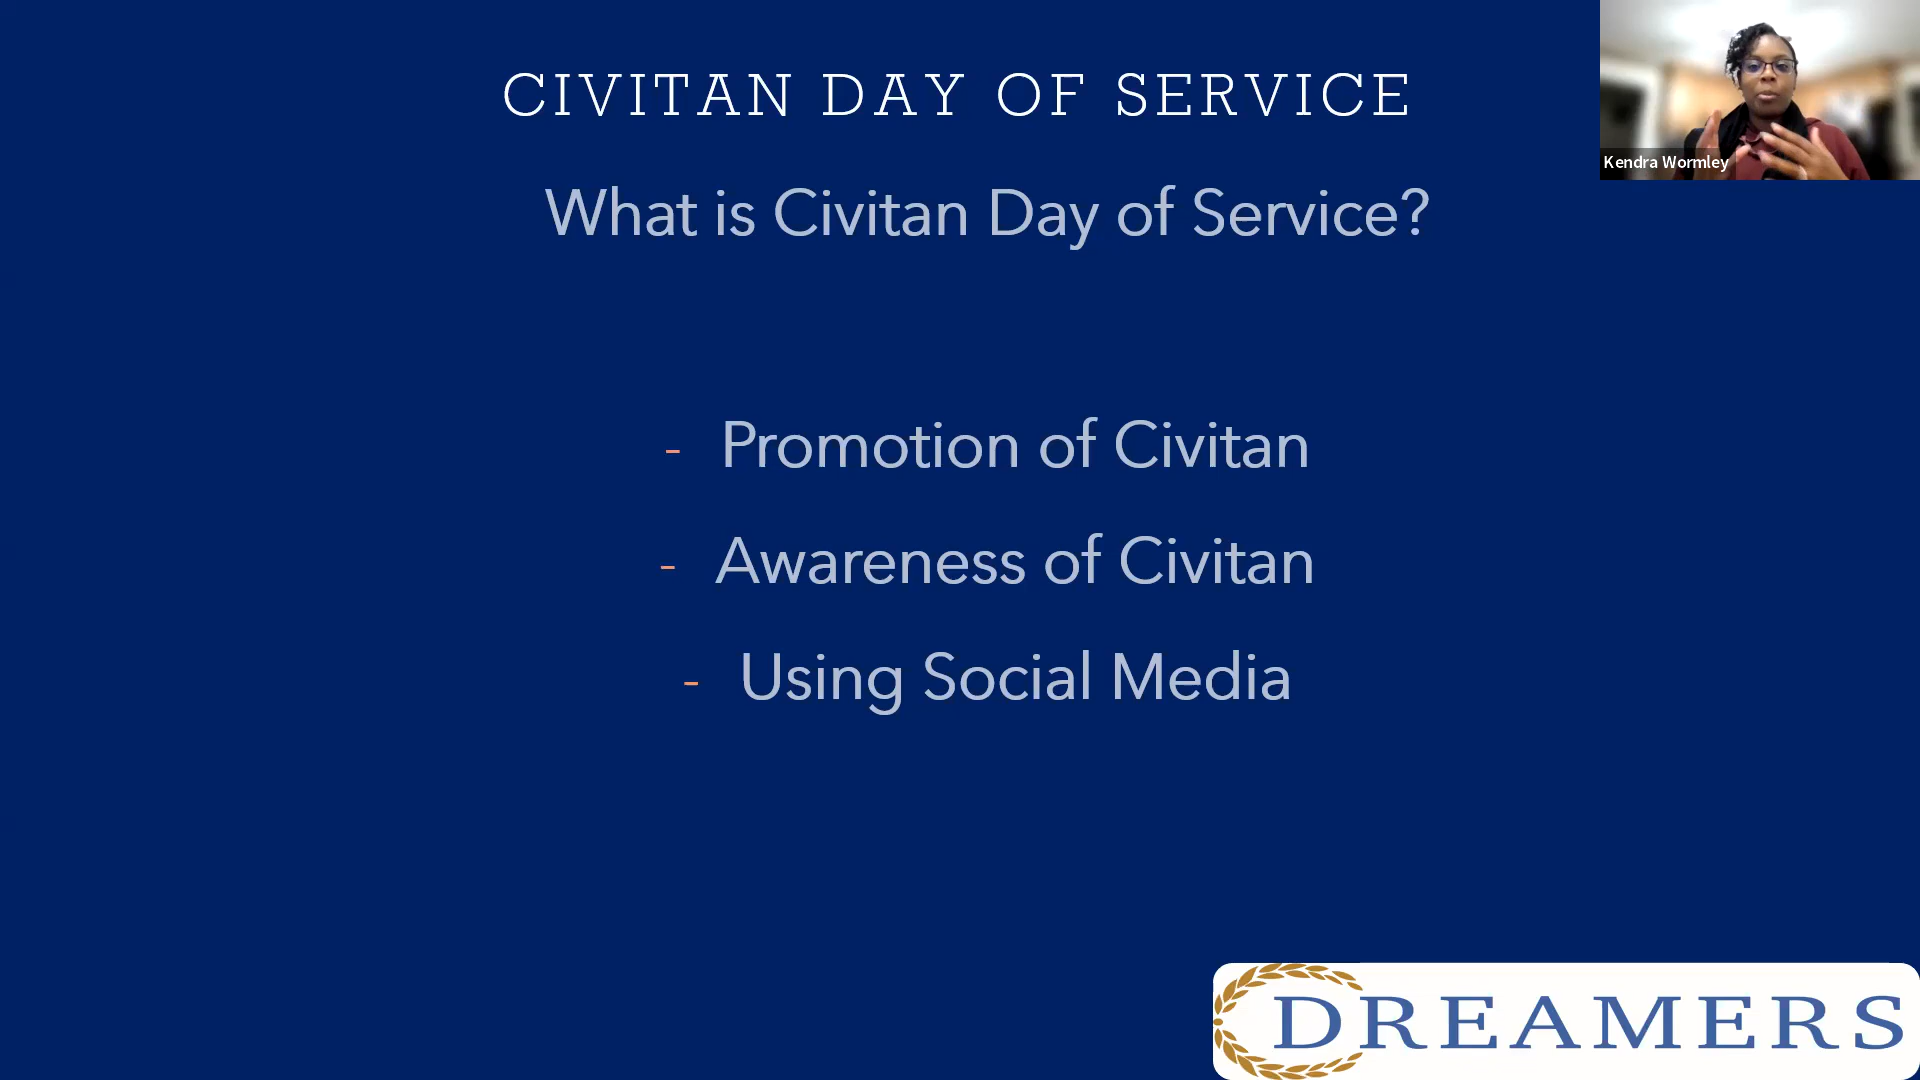 CIVITAN DAY OF SERVICE
Kendra Wormley
What is Civitan Day of Service?
- Promotion of Civitan
- Awareness of Civitan
- Using Social Media
DREAMERS